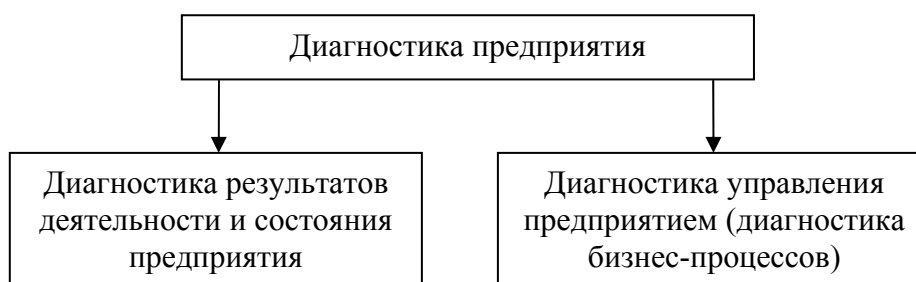 Диагностика предприятия
Диагностика результатов
деятельности и состояния
предприятия
Диагностика управления
предприятием (диагностика
бизнес-процессов)